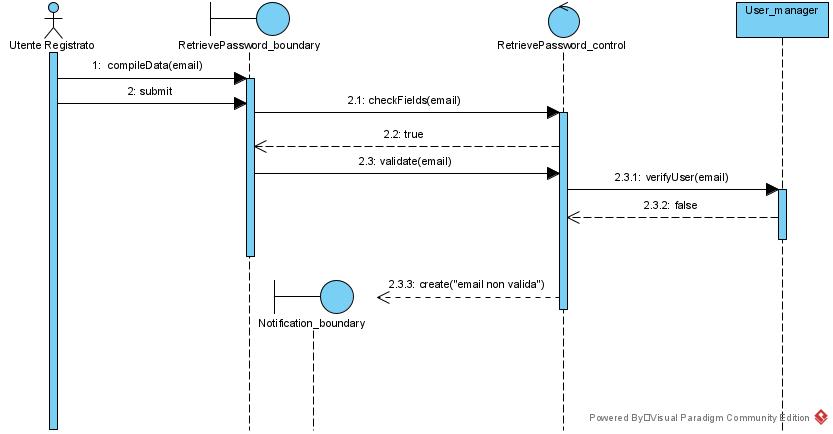 Utente Registrato
RetrievePassword_boundary
RetrievePassword_control
User_manager
1: compileData(email)
2: submit
2.1: checkFields(email)
2.2: true
2.3: validate(email)
2.3.1: verifyUser(email)
2.3.2: false
2.3.3: create("email non valida")
Notification_boundary
Powered By Visual Paradigm Community Edition